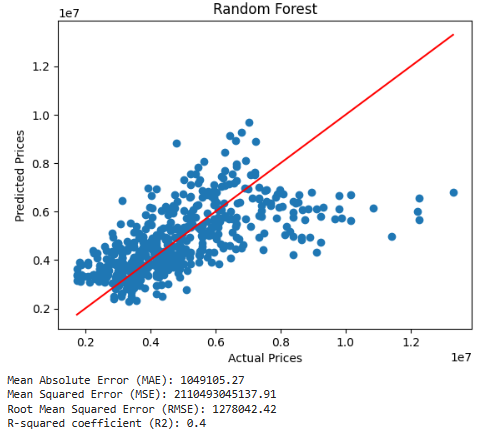 Random Forest
1e7
1.2
1.0
0.8
0.6
0.4
0.2
Predicted Prices
0.2 0.4 0.6 0.8 1.0 1.2
1e7
Actual Prices
Mean Absolute Error (MAE): 1049105.27
Mean Squared Error (MSE): 2110493045137.91
Root Mean Squared Error (RMSE): 1278042.42
R-squared coefficient (R2): 0.4